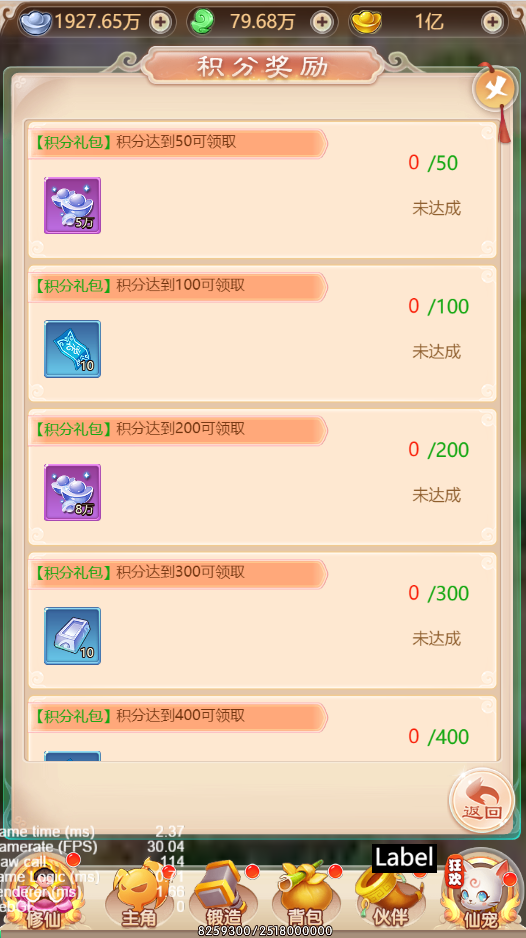 1927.65万 79.68万 1亿
积分奖励
【积分礼包】积分达到50可领取
0 /50
5万
未达成
【积分礼包】积分达到100可领取
0 /100
10
未达成
【积分礼包】积分达到200可领取
0 /200
8万
未达成
【积分礼包】积分达到300可领取
0 /300
10
未达成
【积分礼包】积分达到400可领取
0 /400
返回
ame time (ms) 2.37
amerate (FPS) 30.04
aw call 114
ame Logic (ms) 0.71
enderer (ms) 1.66
0
Label
狂欢
修仙 主角 锻造 背包 伙伴 仙宠
8259300/2518000000